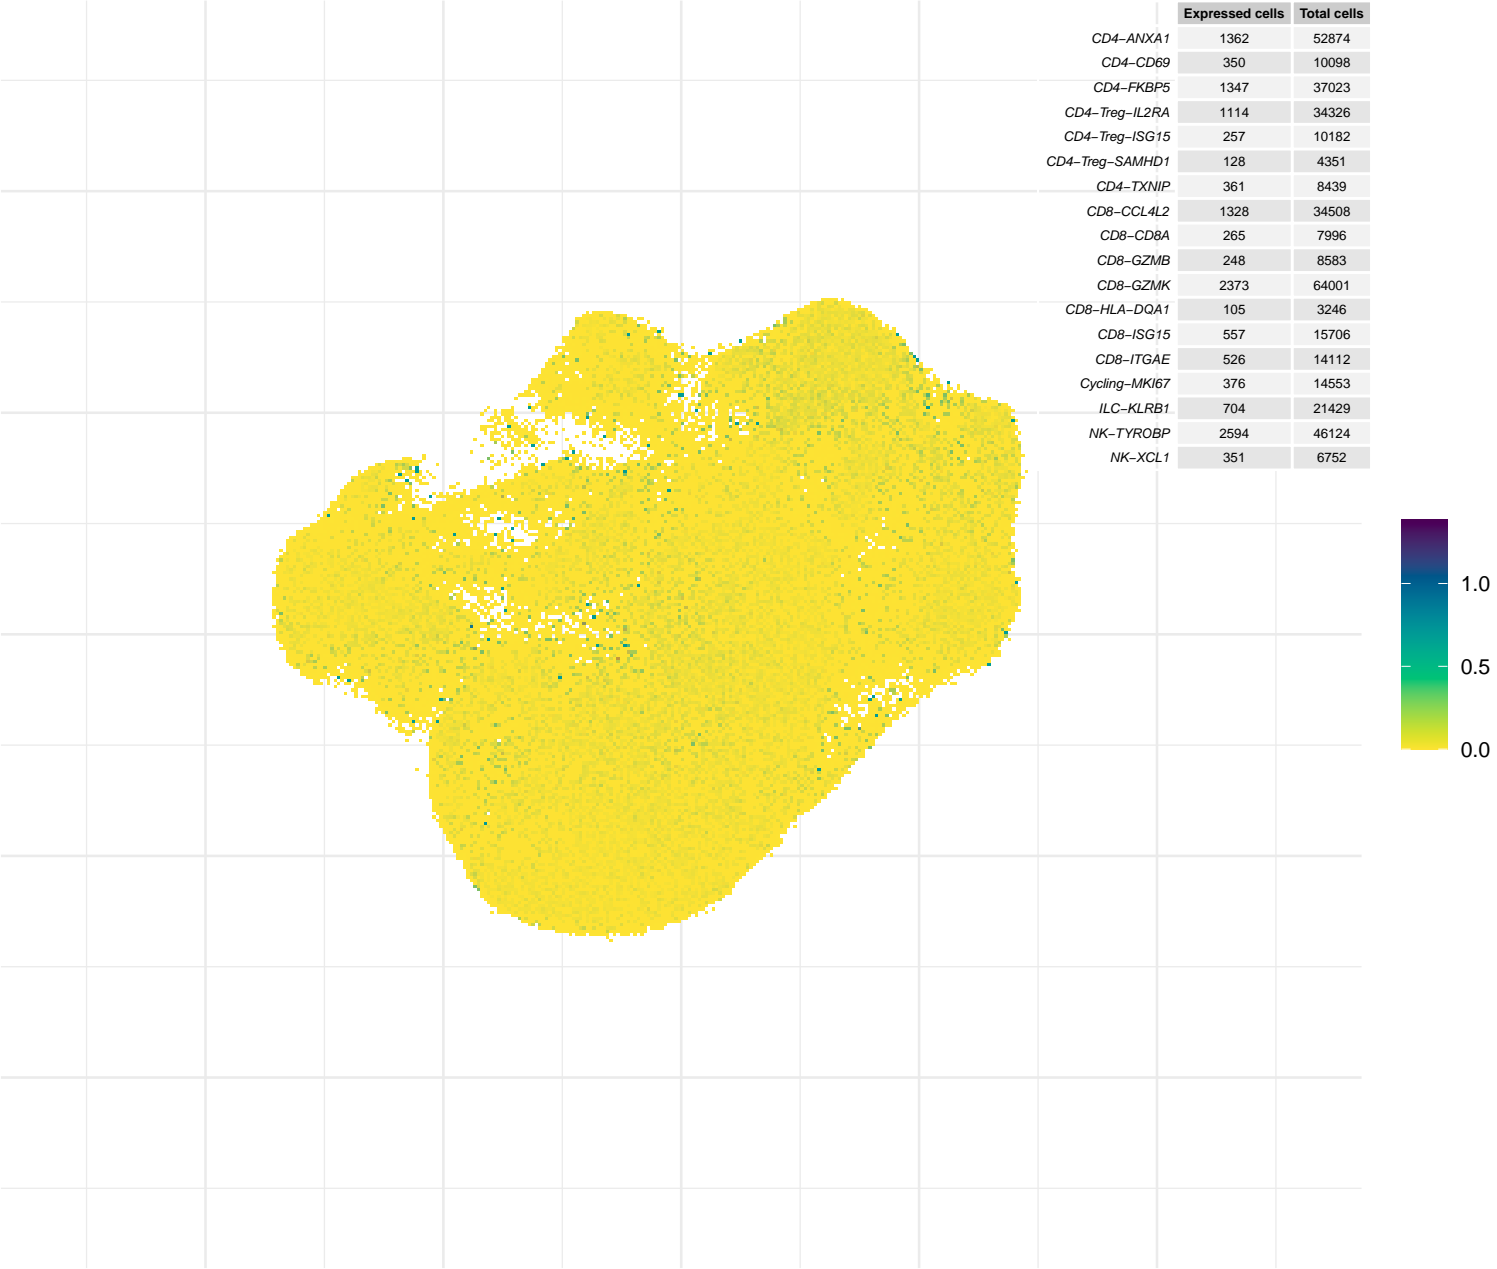 Expressed cells Total cells
CD4−ANXA1 1362 52874
CD4−CD69 350 10098
CD4−FKBP5 1347 37023
CD4−Treg−IL2RA 1114 34326
CD4−Treg−ISG15 257 10182
CD4−Treg−SAMHD1 128 4351
CD4−TXNIP 361 8439
CD8−CCL4L2 1328 34508
CD8−CD8A 265 7996
CD8−GZMB 248 8583
CD8−GZMK 2373 64001
CD8−HLA−DQA1 105 3246
CD8−ISG15 557 15706
CD8−ITGAE 526 14112
Cycling−MKI67 376 14553
ILC−KLRB1 704 21429
NK−TYROBP 2594 46124
NK−XCL1 351 6752
1.0
0.5
0.0